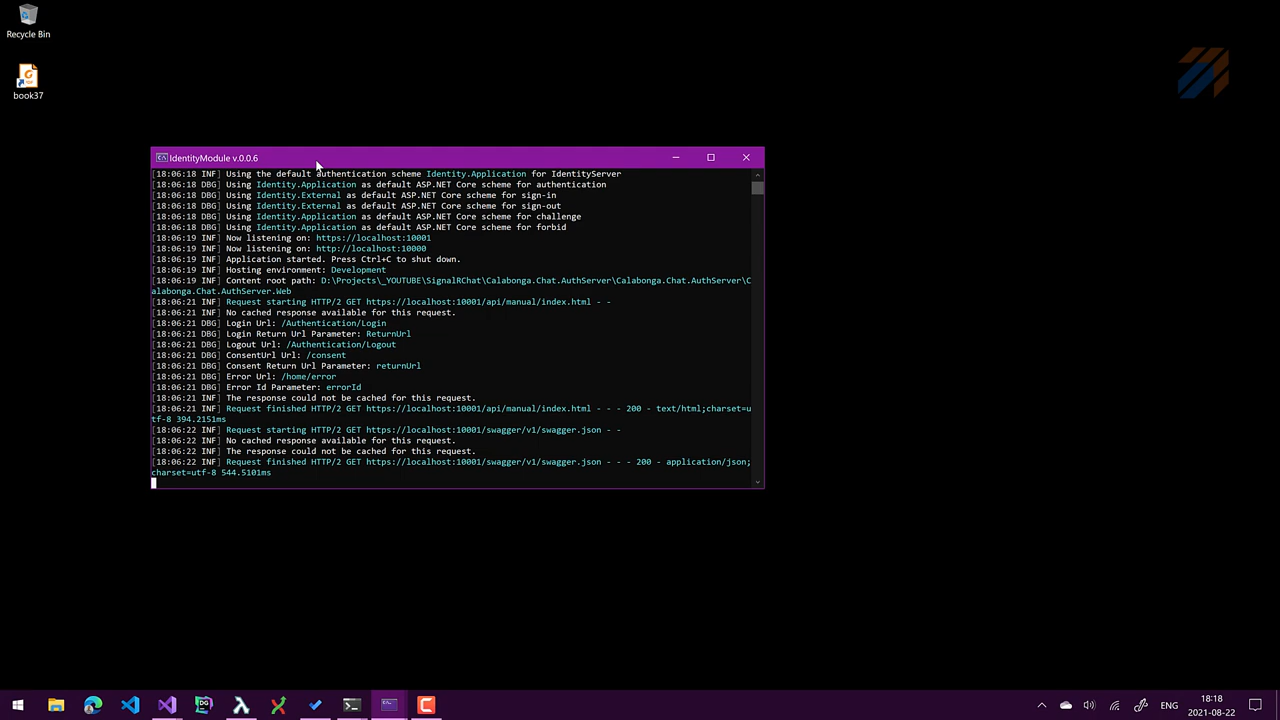 Recycle Bin
book37
IdentityModule v.0.0.6
[18:06:18 INF] Using the default authentication scheme Identity.Application for IdentityServer
[18:06:18 DBG] Using Identity.Application as default ASP.NET Core scheme for authentication
[18:06:18 DBG] Using Identity.External as default ASP.NET Core scheme for sign-in
[18:06:18 DBG] Using Identity.External as default ASP.NET Core scheme for sign-out
[18:06:18 DBG] Using Identity.Application as default ASP.NET Core scheme for challenge
[18:06:18 DBG] Using Identity.Application as default ASP.NET Core scheme for forbid
[18:06:19 INF] Now listening on: https://localhost:10001
[18:06:19 INF] Now listening on: http://localhost:10000
[18:06:19 INF] Application started. Press Ctrl+C to shut down.
[18:06:19 INF] Hosting environment: Development
[18:06:19 INF] Content root path: D:\Projects\_YOUTUBE\SignalRChat\Calabonga.Chat.AuthServer\Calabonga.Chat.AuthServer\C
alabonga.Chat.AuthServer.Web
[18:06:21 INF] Request starting HTTP/2 GET https://localhost:10001/api/manual/index.html - -
[18:06:21 INF] No cached response available for this request.
[18:06:21 DBG] Login Url: /Authentication/Login
[18:06:21 DBG] Login Return Url Parameter: ReturnUrl
[18:06:21 DBG] Logout Url: /Authentication/Logout
[18:06:21 DBG] ConsentUrl Url: /consent
[18:06:21 DBG] Consent Return Url Parameter: returnUrl
[18:06:21 DBG] Error Url: /home/error
[18:06:21 DBG] Error Id Parameter: errorId
[18:06:21 INF] The response could not be cached for this request.
[18:06:21 INF] Request finished HTTP/2 GET https://localhost:10001/api/manual/index.html - - - 200 - text/html;charset=u
tf-8 394.2151ms
[18:06:22 INF] Request starting HTTP/2 GET https://localhost:10001/swagger/v1/swagger.json - -
[18:06:22 INF] No cached response available for this request.
[18:06:22 INF] The response could not be cached for this request.
[18:06:22 INF] Request finished HTTP/2 GET https://localhost:10001/swagger/v1/swagger.json - - - 200 - application/json;
charset=utf-8 544.5101ms
ENG
18:18
2021-08-22